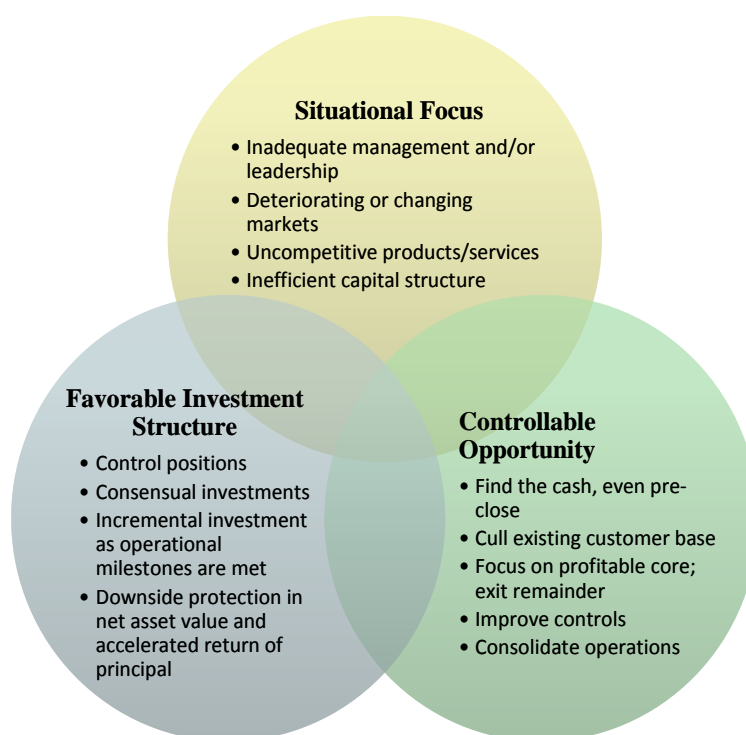 Situational Focus
• Inadequate management and/or
leadership
• Deteriorating or changing
markets
• Uncompetitive products/services
• Inefficient capital structure
Favorable Investment
Structure
• Control positions
• Consensual investments
• Incremental investment
as operational
milestones are met
• Downside protection in
net asset value and
accelerated return of
principal
Controllable
Opportunity
• Find the cash, even pre-
close
• Cull existing customer base
• Focus on profitable core;
exit remainder
• Improve controls
• Consolidate operations